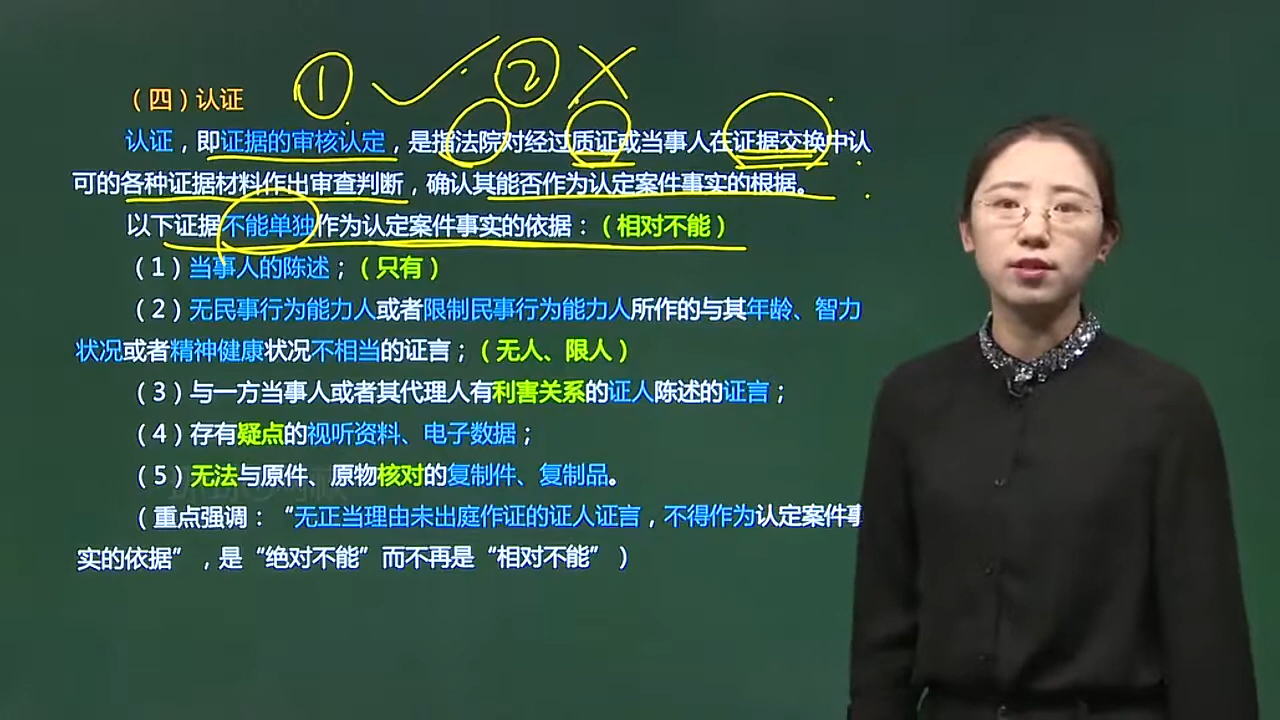 ① ✓ ② ×
（四）认证
认证，即证据的审核认定，是指法院对经过质证或当事人在证据交换中认
可的各种证据材料作出审查判断，确认其能否作为认定案件事实的根据。
以下证据不能单独作为认定案件事实的依据：（相对不能）
（1）当事人的陈述；（只有）
（2）无民事行为能力人或者限制民事行为能力人所作的与其年龄、智力
状况或者精神健康状况不相当的证言；（无人、限人）
（3）与一方当事人或者其代理人有利害关系的证人陈述的证言；
（4）存有疑点的视听资料、电子数据；
（5）无法与原件、原物核对的复制件、复制品。
（重点强调：“无正当理由未出庭作证的证人证言，不得作为认定案件事
实的依据”，是“绝对不能”而不再是“相对不能”）